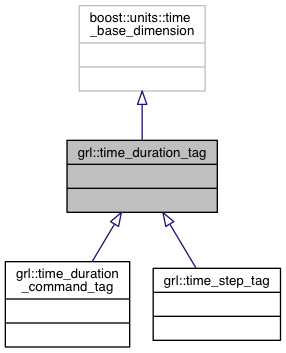 boost::units::time
_base_dimension
grl::time_duration_tag
grl::time_duration
_command_tag
grl::time_step_tag